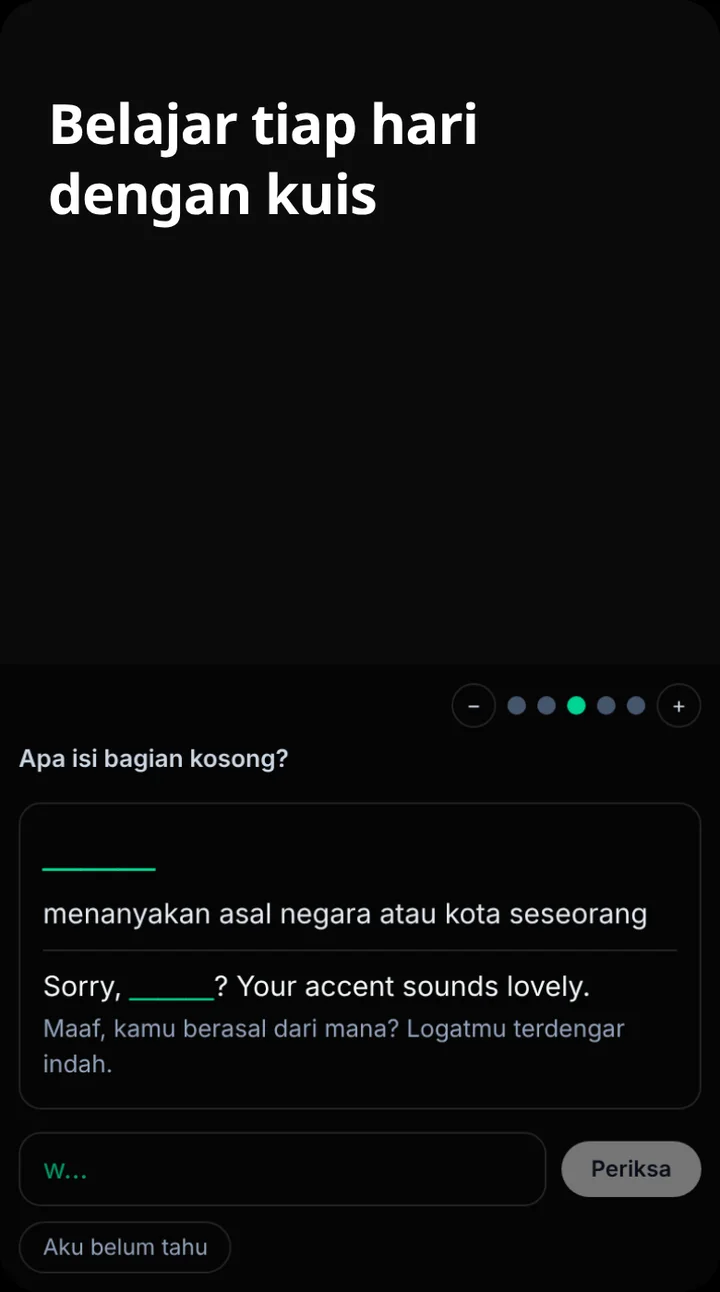 Belajar tiap hari
dengan kuis
−
+
Apa isi bagian kosong?
________
menanyakan asal negara atau kota seseorang
Sorry, ______? Your accent sounds lovely.
Maaf, kamu berasal dari mana? Logatmu terdengar
indah.
w...
Periksa
Aku belum tahu